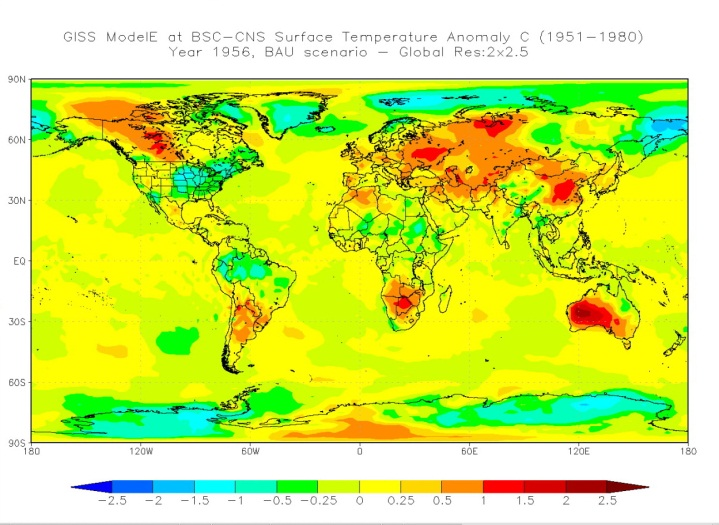 GISS ModelE at BSC-CNS Surface Temperature Anomaly C (1951-1980)
Year 1956, BAU scenario - Global Res:2x2.5
90N
60N
30N
EQ
30S
60S
90S
180 120W 60W 0 60E 120E 180
-2.5 -2 -1.5 -1 -0.5 -0.25 0 0.25 0.5 1 1.5 2 2.5